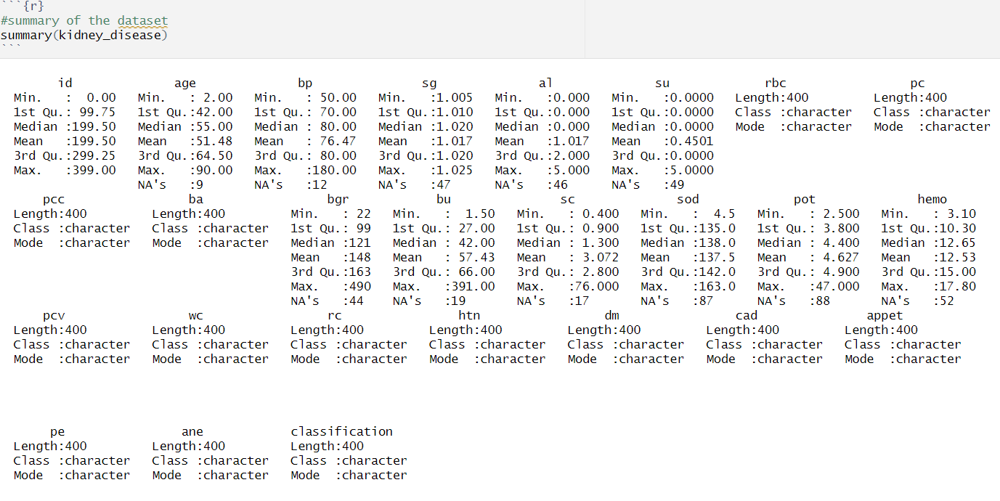 ```{r}
#summary of the dataset
summary(kidney_disease)
```
id age bp sg al su rbc pc
Min. : 0.00 Min. : 2.00 Min. : 50.00 Min. :1.005 Min. :0.000 Min. :0.0000 Length:400 Length:400
1st Qu.: 99.75 1st Qu.:42.00 1st Qu.: 70.00 1st Qu.:1.010 1st Qu.:0.000 1st Qu.:0.0000 Class :character Class :character
Median :199.50 Median :55.00 Median : 80.00 Median :1.020 Median :0.000 Median :0.0000 Mode :character Mode :character
Mean :199.50 Mean :51.48 Mean : 76.47 Mean :1.017 Mean :1.017 Mean :0.4501
3rd Qu.:299.25 3rd Qu.:64.50 3rd Qu.: 80.00 3rd Qu.:1.020 3rd Qu.:2.000 3rd Qu.:0.0000
Max. :399.00 Max. :90.00 Max. :180.00 Max. :1.025 Max. :5.000 Max. :5.0000
NA's :9 NA's :12 NA's :47 NA's :46 NA's :49
pcc ba bgr bu sc sod pot hemo
Length:400 Length:400 Min. : 22 Min. : 1.50 Min. : 0.400 Min. : 4.5 Min. : 2.500 Min. : 3.10
Class :character Class :character 1st Qu.: 99 1st Qu.: 27.00 1st Qu.: 0.900 1st Qu.:135.0 1st Qu.: 3.800 1st Qu.:10.30
Mode :character Mode :character Median :121 Median : 42.00 Median : 1.300 Median :138.0 Median : 4.400 Median :12.65
Mean :148 Mean : 57.43 Mean : 3.072 Mean :137.5 Mean : 4.627 Mean :12.53
3rd Qu.:163 3rd Qu.: 66.00 3rd Qu.: 2.800 3rd Qu.:142.0 3rd Qu.: 4.900 3rd Qu.:15.00
Max. :490 Max. :391.00 Max. :76.000 Max. :163.0 Max. :47.000 Max. :17.80
NA's :44 NA's :19 NA's :17 NA's :87 NA's :88 NA's :52
pcv wc rc htn dm cad appet
Length:400 Length:400 Length:400 Length:400 Length:400 Length:400 Length:400
Class :character Class :character Class :character Class :character Class :character Class :character Class :character
Mode :character Mode :character Mode :character Mode :character Mode :character Mode :character Mode :character
pe ane classification
Length:400 Length:400 Length:400
Class :character Class :character Class :character
Mode :character Mode :character Mode :character